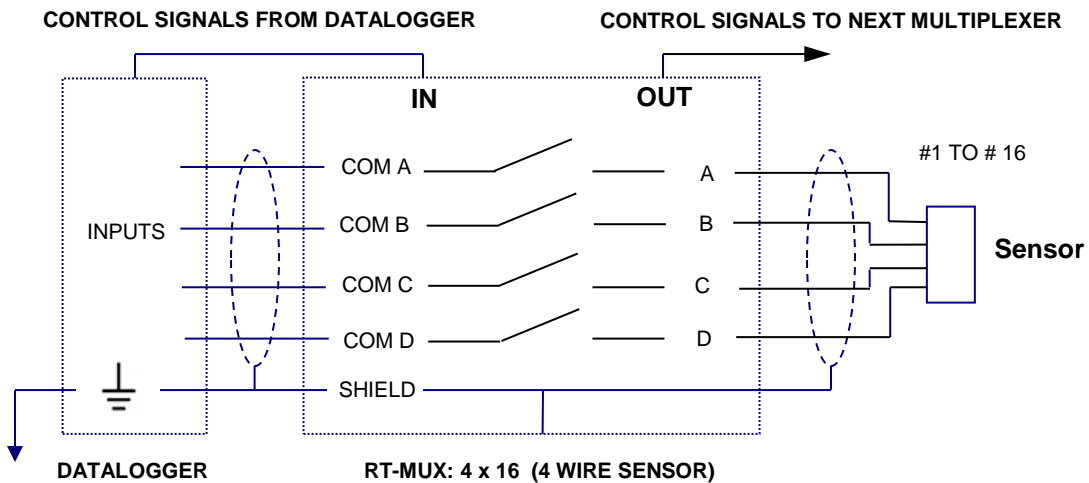 CONTROL SIGNALS FROM DATALOGGER
CONTROL SIGNALS TO NEXT MULTIPLEXER
IN
OUT
COM A
A
#1 TO # 16
INPUTS
COM B
B
Sensor
COM C
C
COM D
D
SHIELD
DATALOGGER
RT-MUX: 4 x 16 (4 WIRE SENSOR)